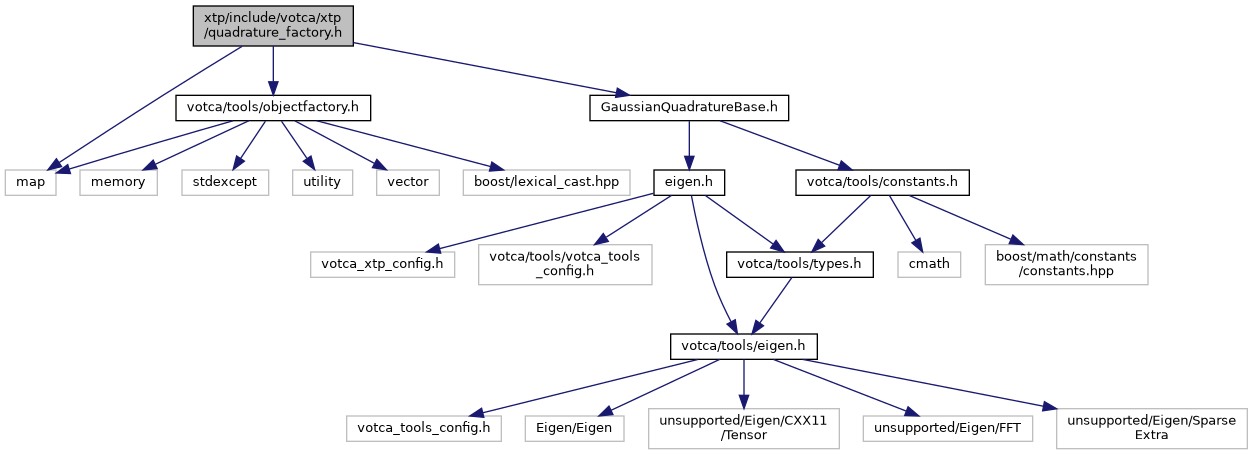 xtp/include/votca/xtp
/quadrature_factory.h
votca/tools/objectfactory.h
GaussianQuadratureBase.h
map
memory
stdexcept
utility
vector
boost/lexical_cast.hpp
eigen.h
votca/tools/constants.h
votca_xtp_config.h
votca/tools/votca_tools
_config.h
votca/tools/types.h
cmath
boost/math/constants
/constants.hpp
votca/tools/eigen.h
votca_tools_config.h
Eigen/Eigen
unsupported/Eigen/CXX11
/Tensor
unsupported/Eigen/FFT
unsupported/Eigen/Sparse
Extra